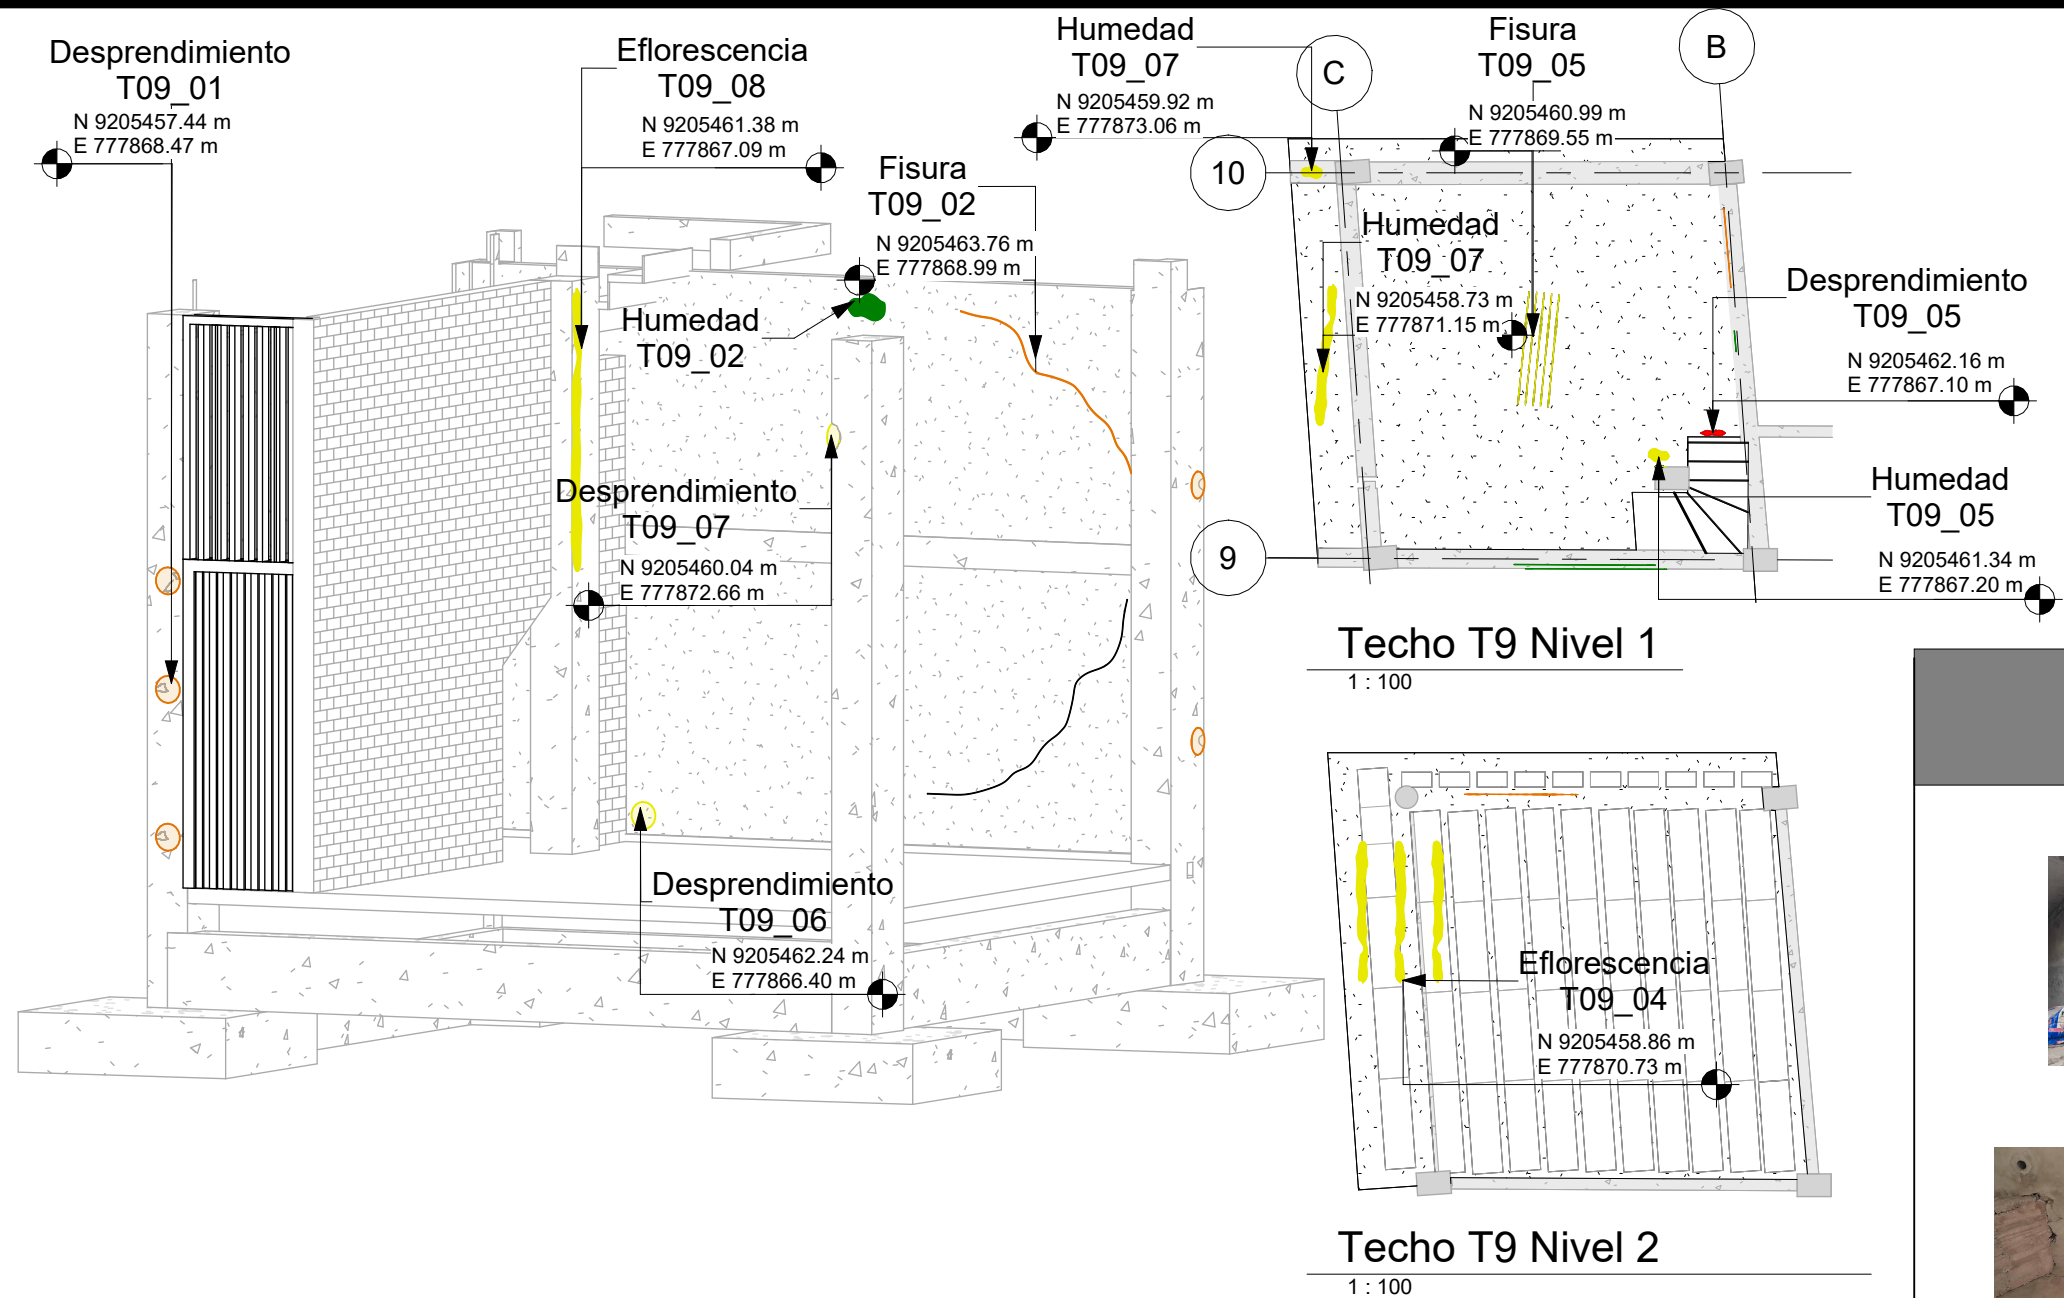 Desprendimiento
T09_01
N 9205457.44 m
E 777868.47 m
Eflorescencia
T09_08
N 9205461.38 m
E 777867.09 m
Fisura
T09_02
N 9205463.76 m
E 777868.99 m
Humedad
T09_02
Desprendimiento
T09_07
N 9205460.04 m
E 777872.66 m
Desprendimiento
T09_06
N 9205462.24 m
E 777866.40 m
Humedad
T09_07
N 9205459.92 m
E 777873.06 m
C
Fisura
T09_05
N 9205460.99 m
E 777869.55 m
B
10
Humedad
T09_07
N 9205458.73 m
E 777871.15 m
Desprendimiento
T09_05
N 9205462.16 m
E 777867.10 m
Humedad
T09_05
N 9205461.34 m
E 777867.20 m
9
Techo T9 Nivel 1
1 : 100
Eflorescencia
T09_04
N 9205458.86 m
E 777870.73 m
Techo T9 Nivel 2
1 : 100